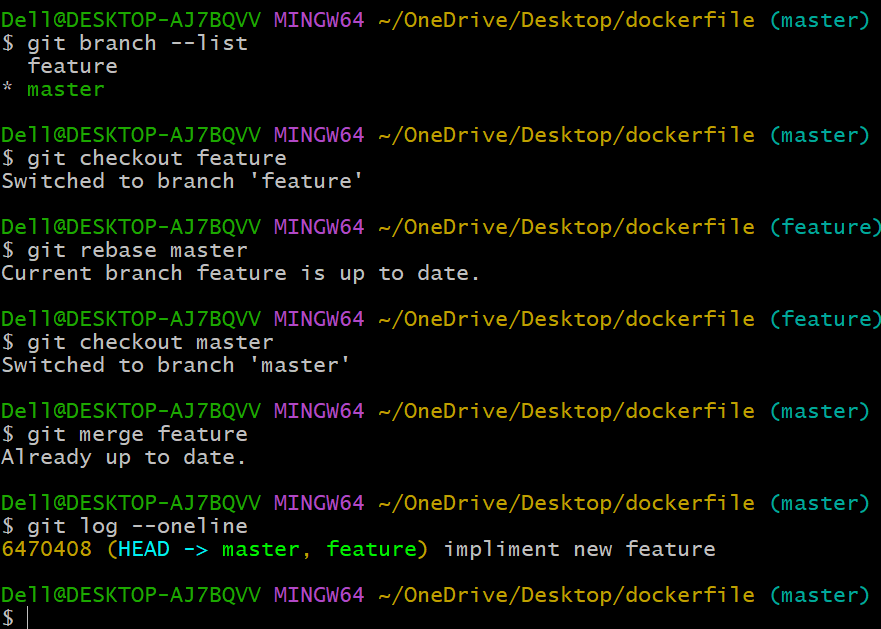 Dell@DESKTOP-AJ7BQVV MINGW64 ~/OneDrive/Desktop/dockerfile (master)
$ git branch --list
  feature
* master
Dell@DESKTOP-AJ7BQVV MINGW64 ~/OneDrive/Desktop/dockerfile (master)
$ git checkout feature
Switched to branch 'feature'
Dell@DESKTOP-AJ7BQVV MINGW64 ~/OneDrive/Desktop/dockerfile (feature)
$ git rebase master
Current branch feature is up to date.
Dell@DESKTOP-AJ7BQVV MINGW64 ~/OneDrive/Desktop/dockerfile (feature)
$ git checkout master
Switched to branch 'master'
Dell@DESKTOP-AJ7BQVV MINGW64 ~/OneDrive/Desktop/dockerfile (master)
$ git merge feature
Already up to date.
Dell@DESKTOP-AJ7BQVV MINGW64 ~/OneDrive/Desktop/dockerfile (master)
$ git log --oneline
6470408 (HEAD -> master, feature) impliment new feature
Dell@DESKTOP-AJ7BQVV MINGW64 ~/OneDrive/Desktop/dockerfile (master)
$